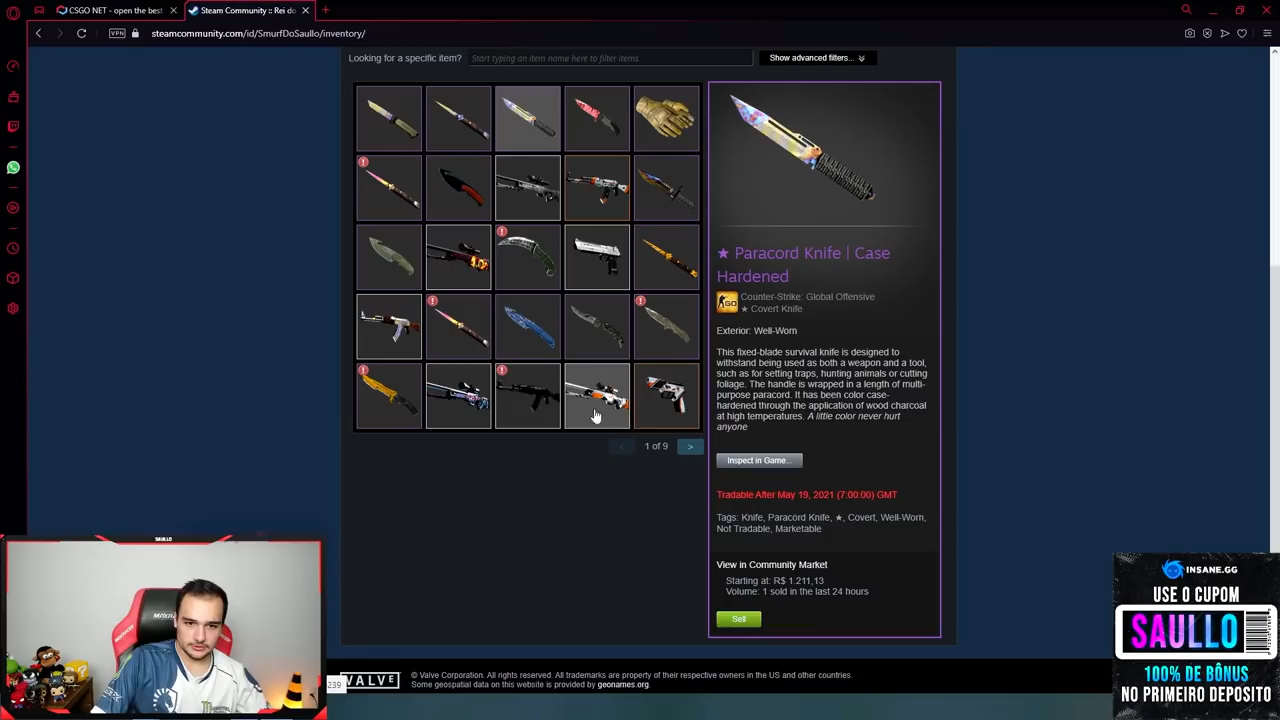 CSGO NET - open the best
Steam Community :: Rei do
VPN
steamcommunity.com/id/SmurfDoSaullo/inventory/
Looking for a specific item?
Start typing an item name here to filter items
Show advanced filters...
★ Paracord Knife | Case
Hardened
Counter-Strike: Global Offensive
★ Covert Knife
Exterior: Well-Worn
This fixed-blade survival knife is designed to
withstand being used as both a weapon and a tool,
such as for setting traps, hunting animals or cutting
foliage. The handle is wrapped in a length of multi-
purpose paracord. It has been color case-
hardened through the application of wood charcoal
at high temperatures. A little color never hurt
anyone
1 of 9
Inspect in Game...
Tradable After May 19, 2021 (7:00:00) GMT
Tags: Knife, Paracord Knife, ★, Covert, Well-Worn,
Not Tradable, Marketable
View in Community Market
Starting at: R$ 1.211,13
Volume: 1 sold in the last 24 hours
Sell
SAULLO
239
VALVE
© Valve Corporation. All rights reserved. All trademarks are property of their respective owners in the US and other countries.
Some geospatial data on this website is provided by geonames.org.
INSANE.GG
USE O CUPOM
SAULLO
100% DE BÔNUS
NO PRIMEIRO DEPOSITO